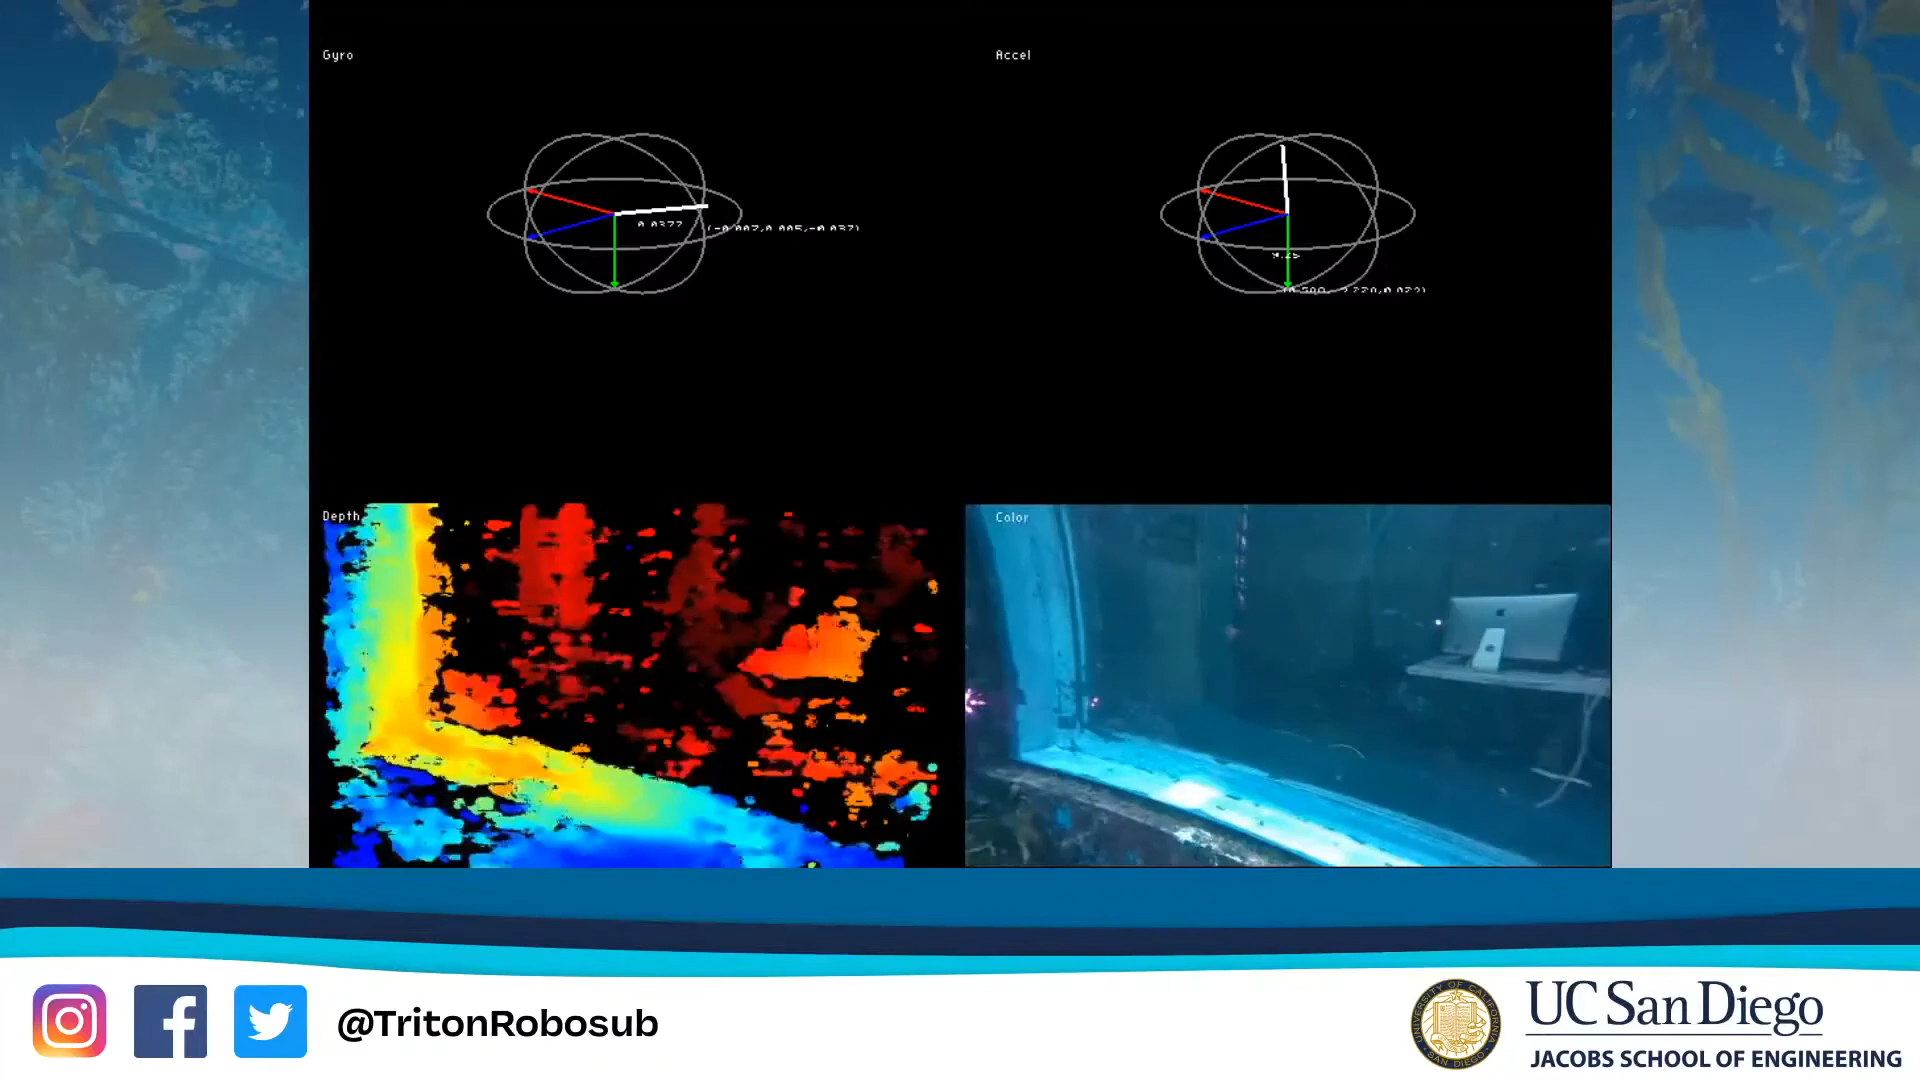 Gyro
Accel
Depth
Color
@TritonRobosub
UC San Diego
JACOBS SCHOOL OF ENGINEERING